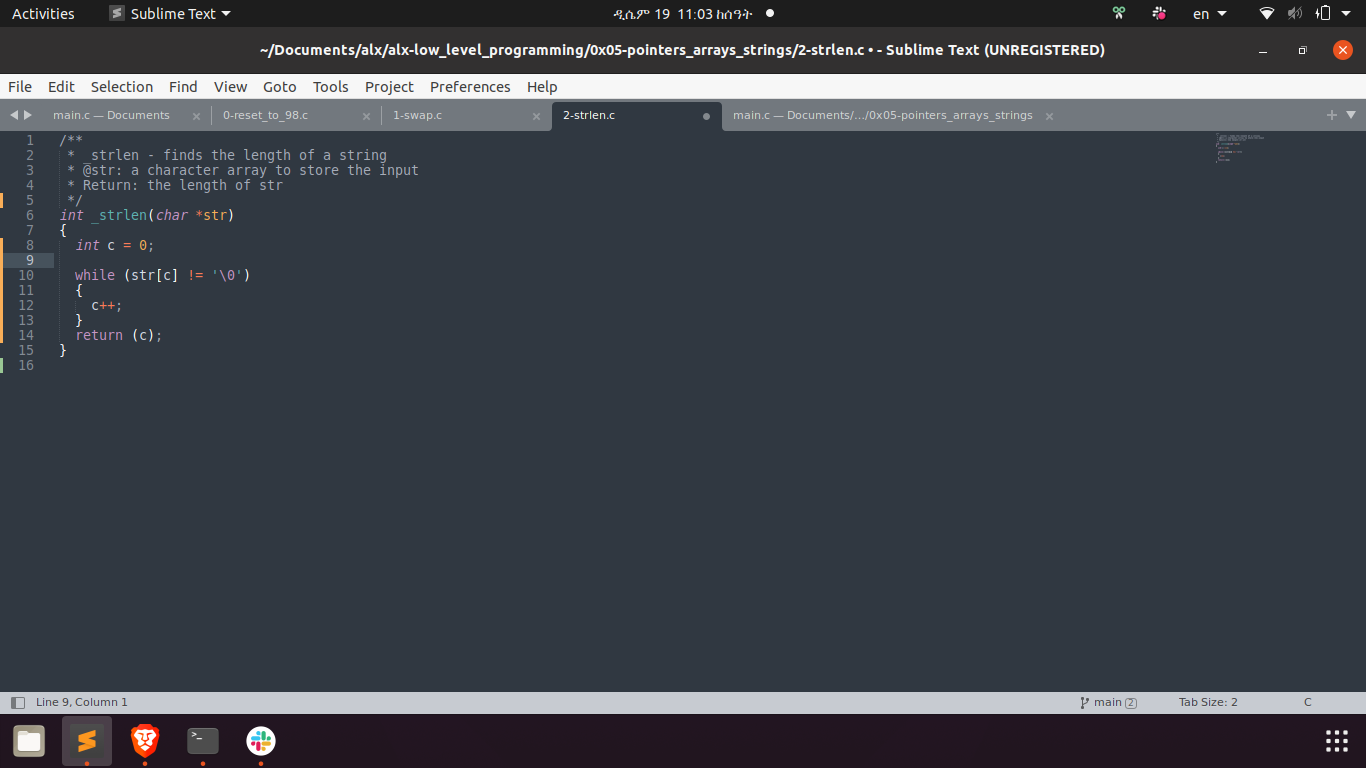 Activities Sublime Text ዲሴም 19 11:03 ከሰዓት en
~/Documents/alx/alx-low_level_programming/0x05-pointers_arrays_strings/2-strlen.c • - Sublime Text (UNREGISTERED)
File Edit Selection Find View Goto Tools Project Preferences Help
main.c — Documents 0-reset_to_98.c 1-swap.c 2-strlen.c main.c — Documents/.../0x05-pointers_arrays_strings
1 /**
2 * _strlen - finds the length of a string
3 * @str: a character array to store the input
4 * Return: the length of str
5 */
6 int _strlen(char *str)
7 {
8 int c = 0;
9
10 while (str[c] != '\0')
11 {
12 c++;
13 }
14 return (c);
15 }
16
Line 9, Column 1 main 2 Tab Size: 2 C